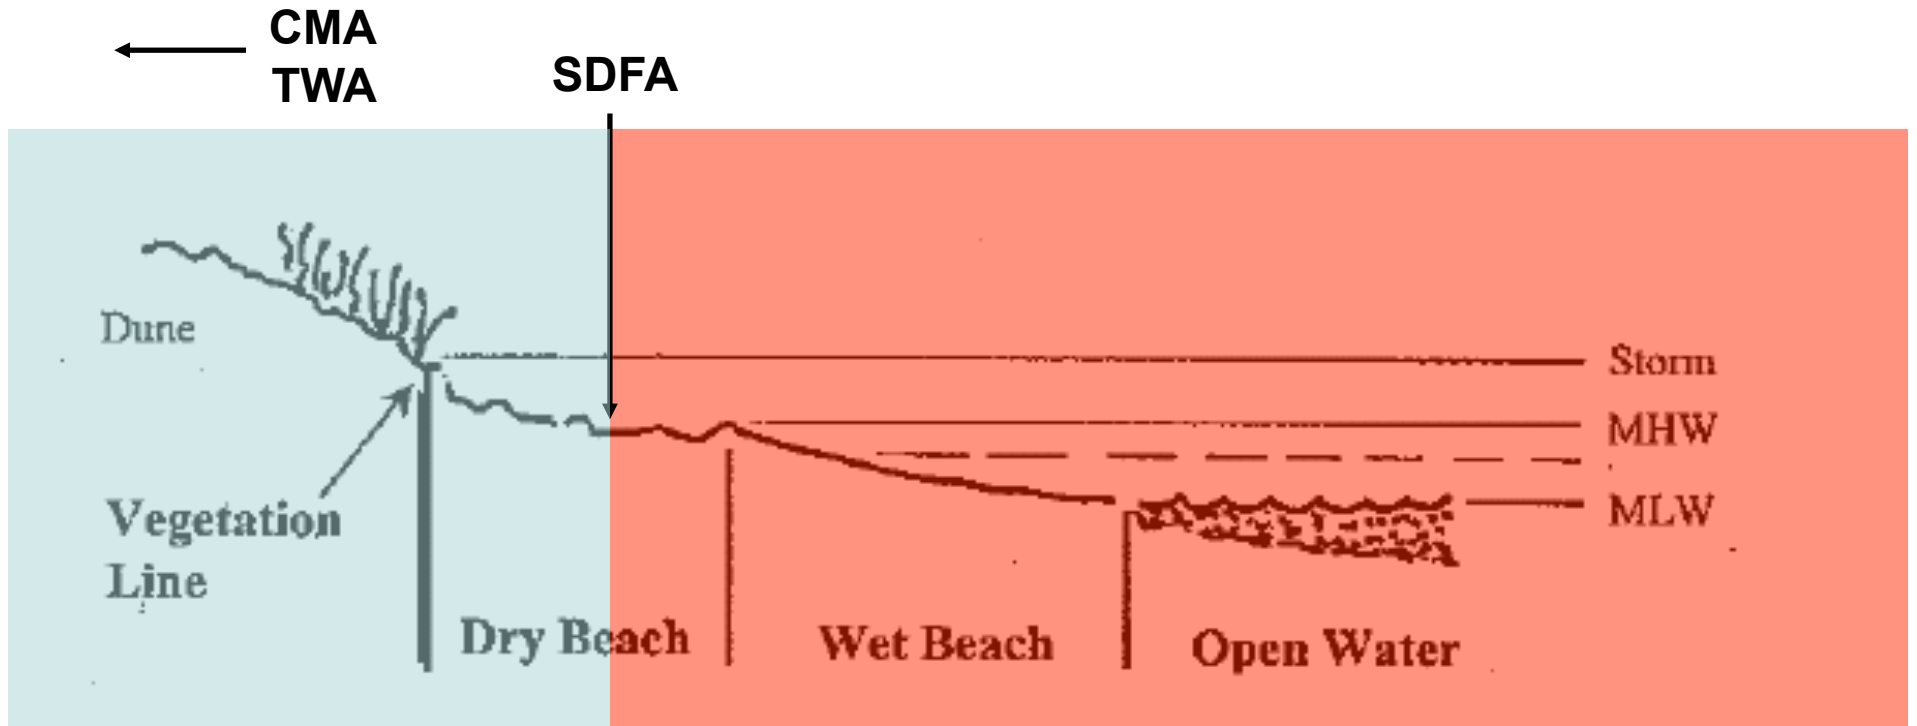 CMA
TWA
SDFA
Dune
Storm
MHW
MLW
Vegetation
Line
Dry Beach
Wet Beach
Open Water